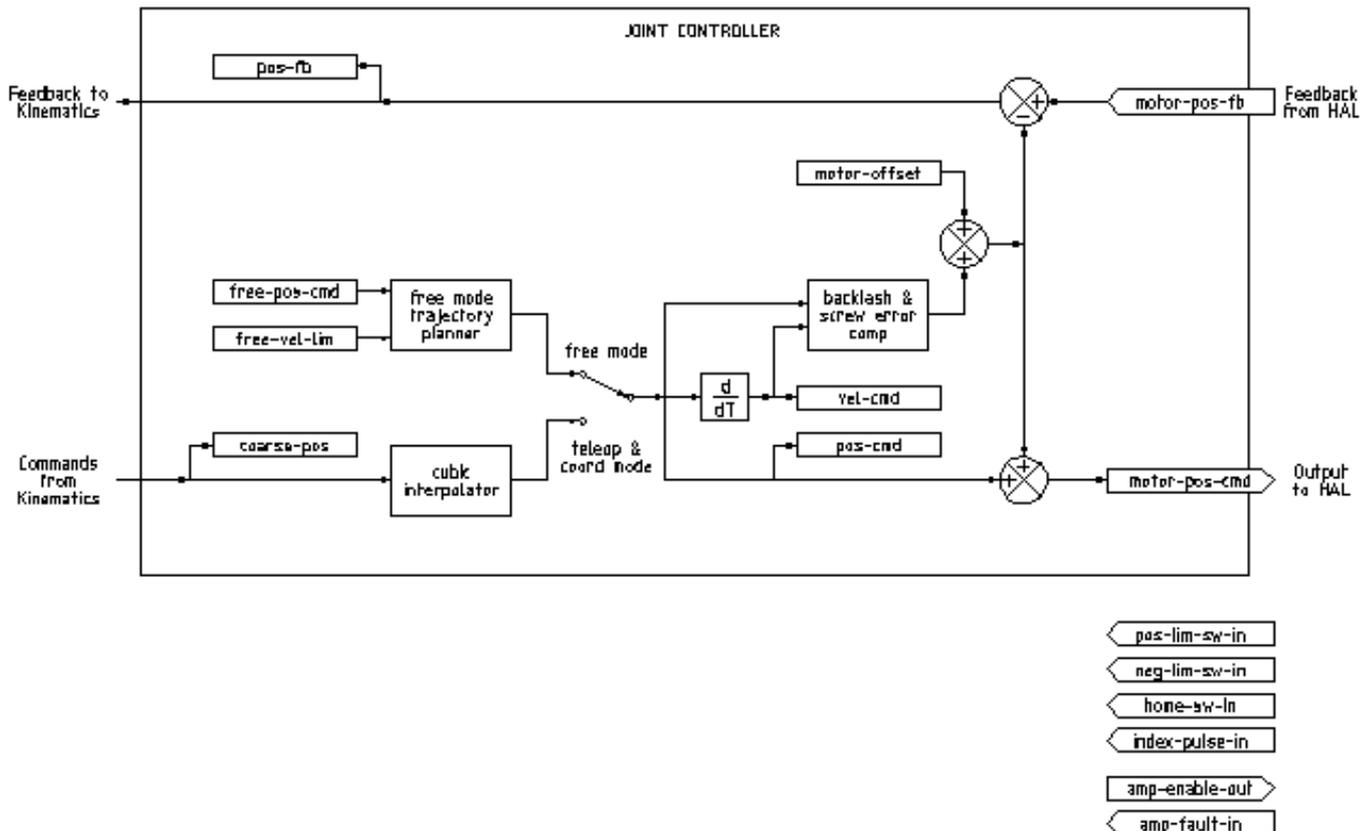 JOINT CONTROLLER
pos-fb
Feedback to
Kinematics
motor-pos-fb
Feedback
from HAL
motor-offset
free-pos-cmd
free-vel-lim
free mode
trajectory
planner
backlash &
screw error
comp
free mode
d
dT
vel-cmd
pos-cmd
coarse-pos
teleop &
coord mode
Commands
from
Kinematics
cubic
interpolator
motor-pos-cmd
Output
to HAL
pos-lim-sw-in
neg-lim-sw-in
home-sw-in
index-pulse-in
amp-enable-out
amp-fault-in